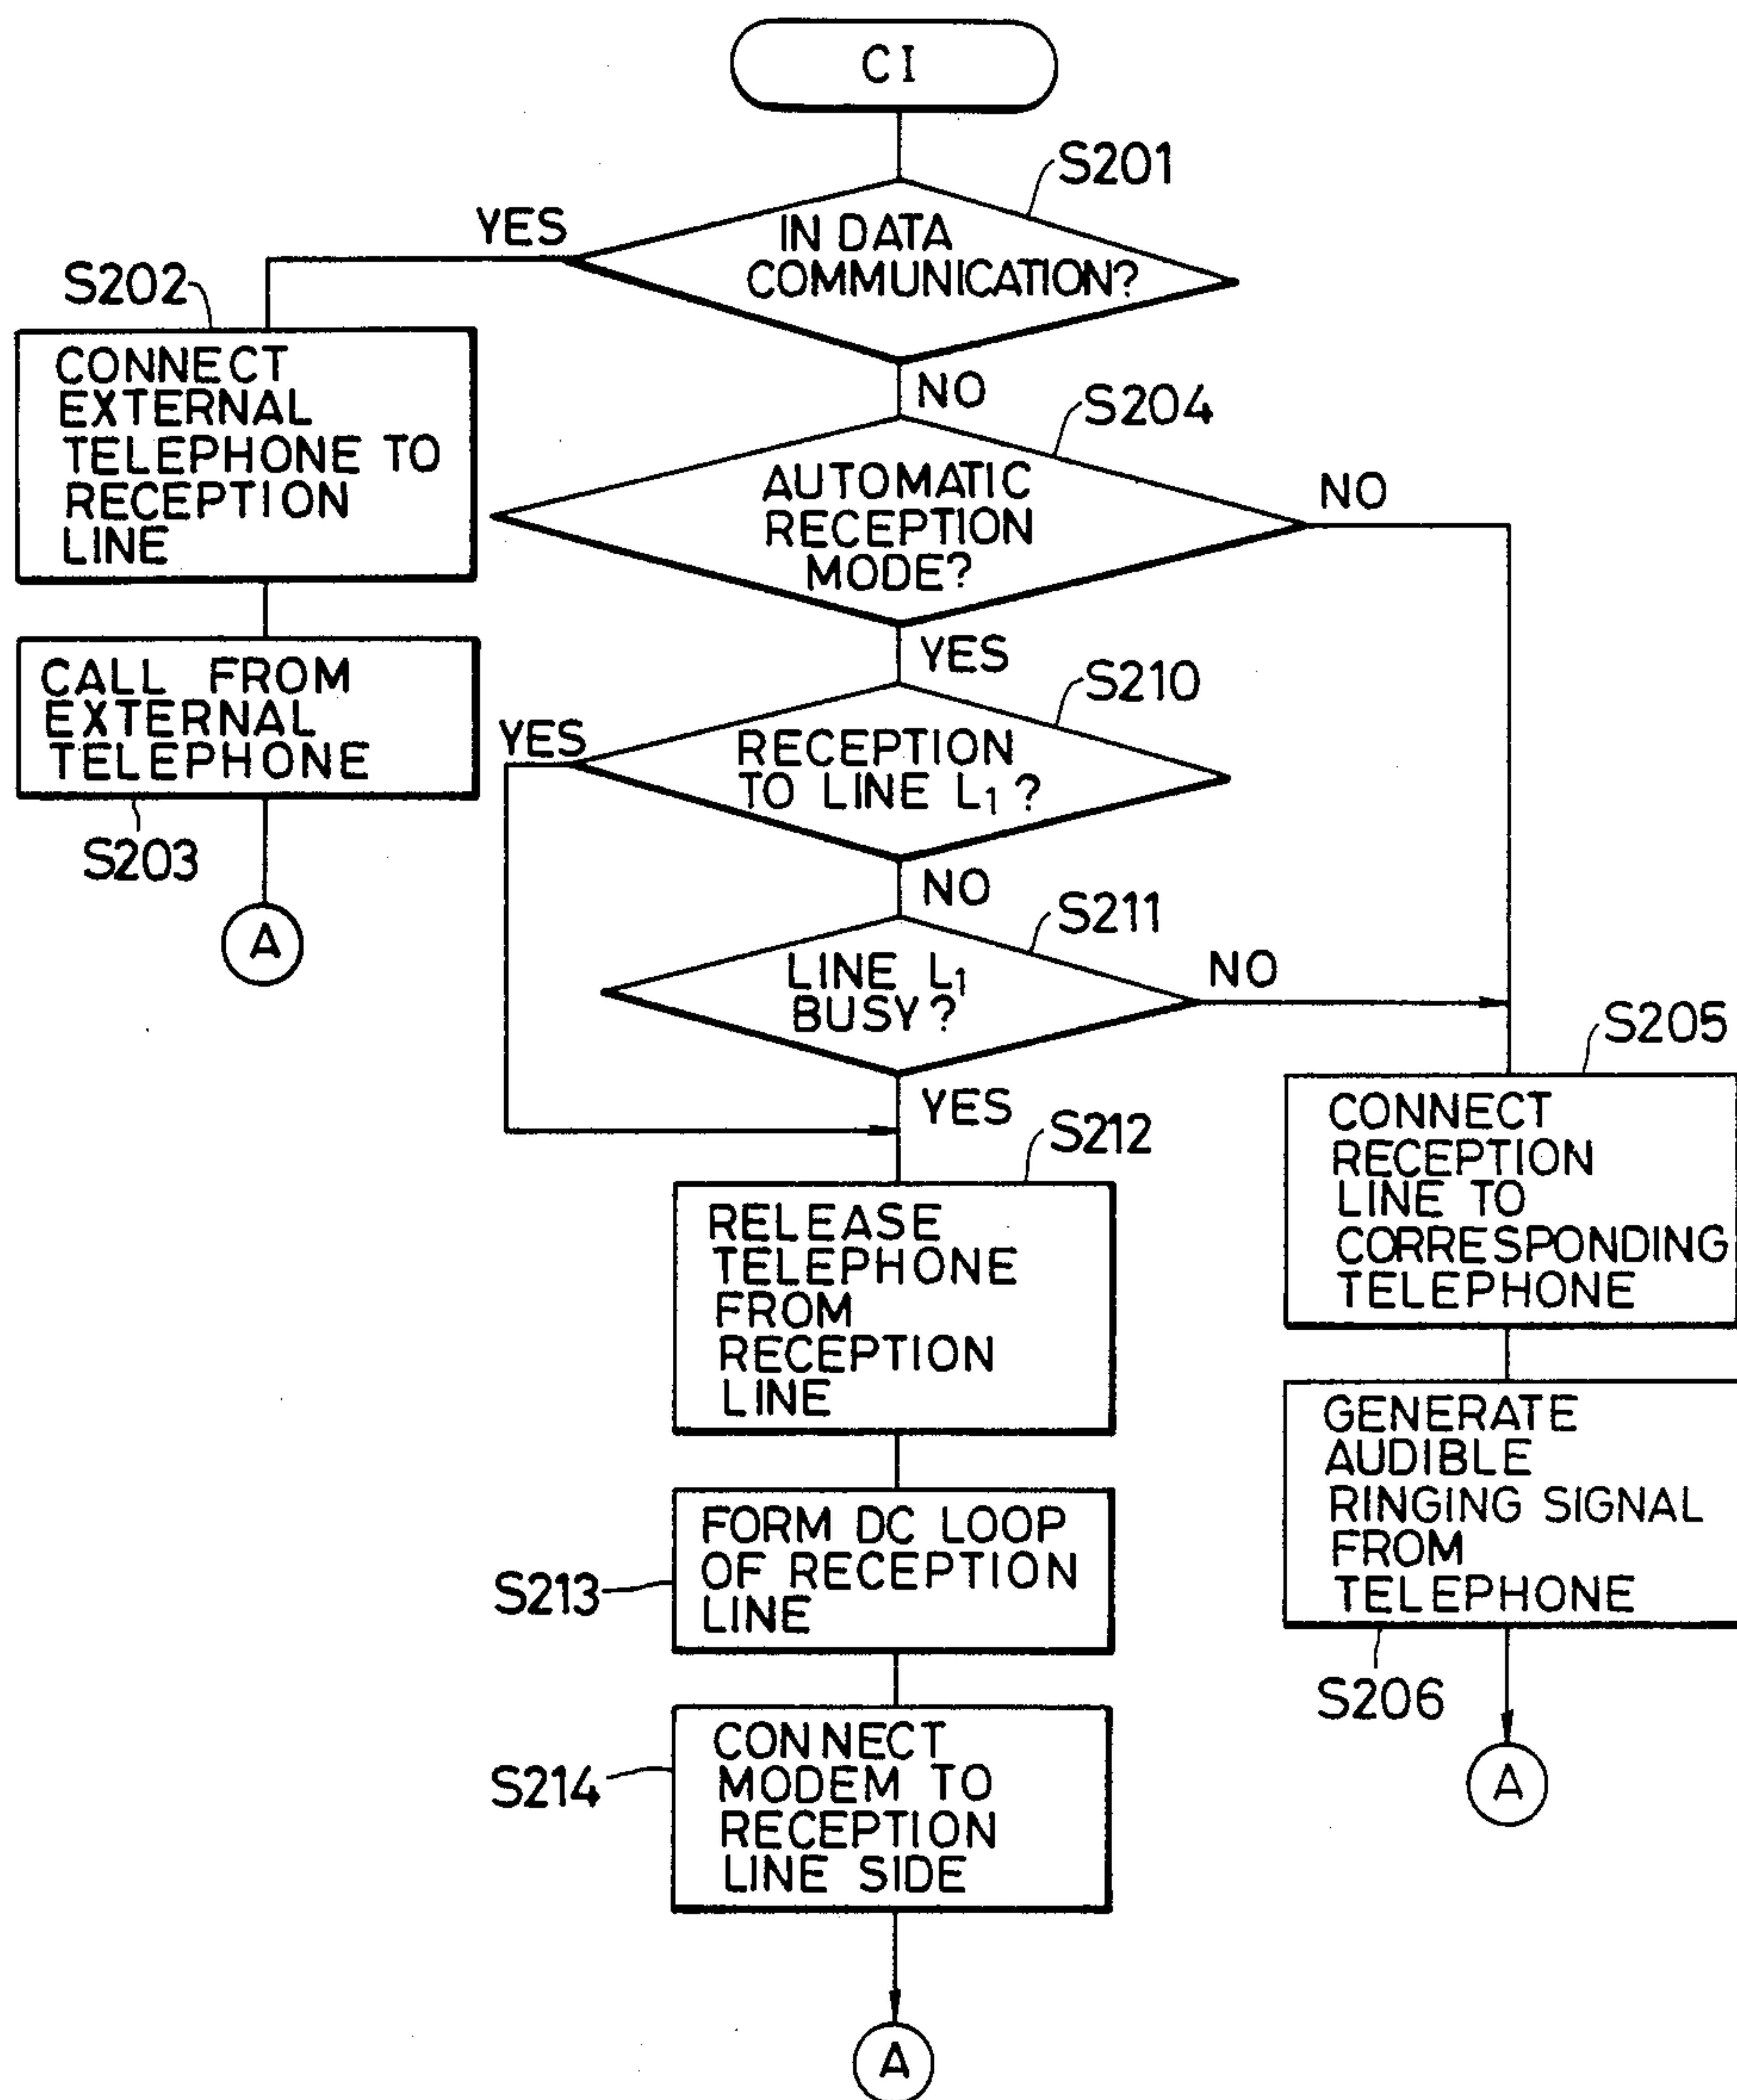 CI
S201
YES
IN DATA
COMMUNICATION?
S202
CONNECT
EXTERNAL
TELEPHONE TO
RECEPTION
LINE
NO
S204
AUTOMATIC
RECEPTION
MODE?
NO
CALL FROM
EXTERNAL
TELEPHONE
S203
A
YES
S210
YES
RECEPTION
TO LINE L1?
NO
S211
LINE L1
BUSY?
NO
YES
S205
CONNECT
RECEPTION
LINE TO
CORRESPONDING
TELEPHONE
S212
RELEASE
TELEPHONE
FROM
RECEPTION
LINE
GENERATE
AUDIBLE
RINGING SIGNAL
FROM
TELEPHONE
S206
A
FORM DC LOOP
OF RECEPTION
LINE
S213
CONNECT
MODEM TO
RECEPTION
LINE SIDE
S214
A